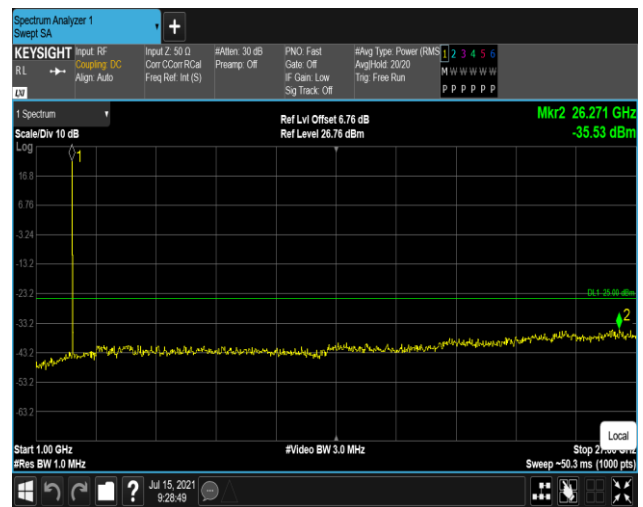 Spectrum Analyzer 1
Swept SA
KEYSIGHT Input: RF Input Z: 50 Ω #Atten: 30 dB PNO: Fast #Avg Type: Power (RMS 1 2 3 4 5 6
RL Coupling: DC Corr CCorr RCal Preamp: Off Gate: Off Avg|Hold: 20/20 M W W W W W
Align: Auto Freq Ref: Int (S) IF Gain: Low Trig: Free Run
LXI Sig Track: Off P P P P P P
1 Spectrum Ref Lvl Offset 6.76 dB Mkr2 26.271 GHz
Scale/Div 10 dB Ref Level 26.76 dBm -35.53 dBm
Log
1
16.8
6.76
-3.24
-13.2
-23.2 DL1 25.00 dBm
-33.2 2
-43.2
-53.2
-63.2
Local
Start 1.00 GHz #Video BW 3.0 MHz Stop
#Res BW 1.0 MHz Sweep ~50.3 ms (1000 pts)
? Jul 15, 2021
9:28:49